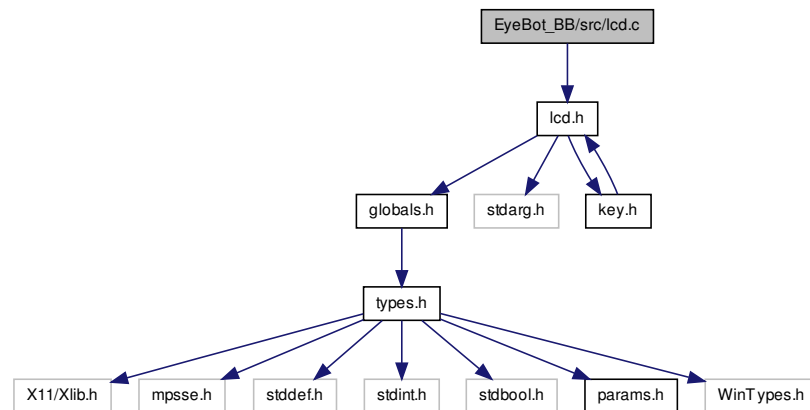 EyeBot_BB/src/lcd.c
lcd.h
globals.h
stdarg.h
key.h
types.h
X11/Xlib.h
mpsse.h
stddef.h
stdint.h
stdbool.h
params.h
WinTypes.h